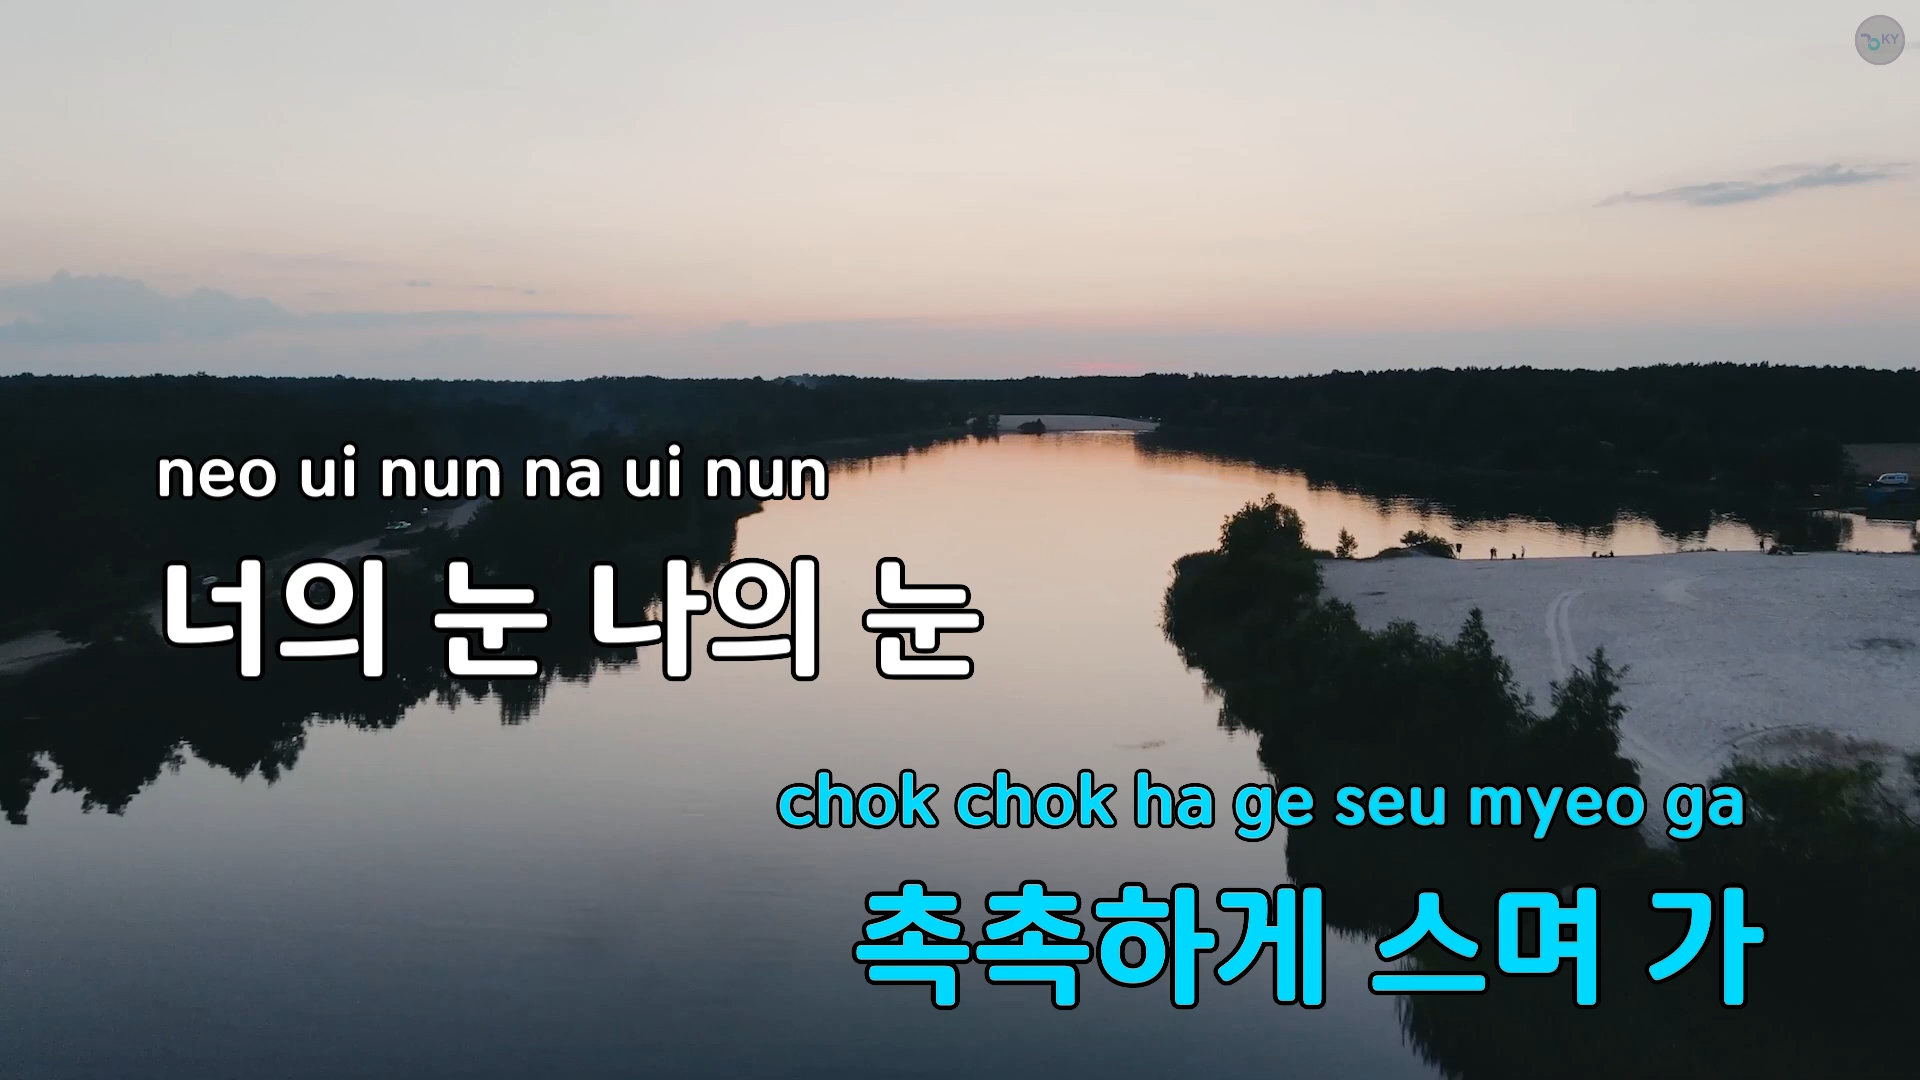 KY
neo ui nun na ui nun
너의 눈 나의 눈
chok chok ha ge seu myeo ga
촉촉하게 스며 가